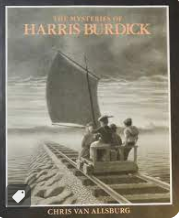 THE MYSTERIES OF
HARRIS BURDICK
CHRIS VAN ALLSBURG